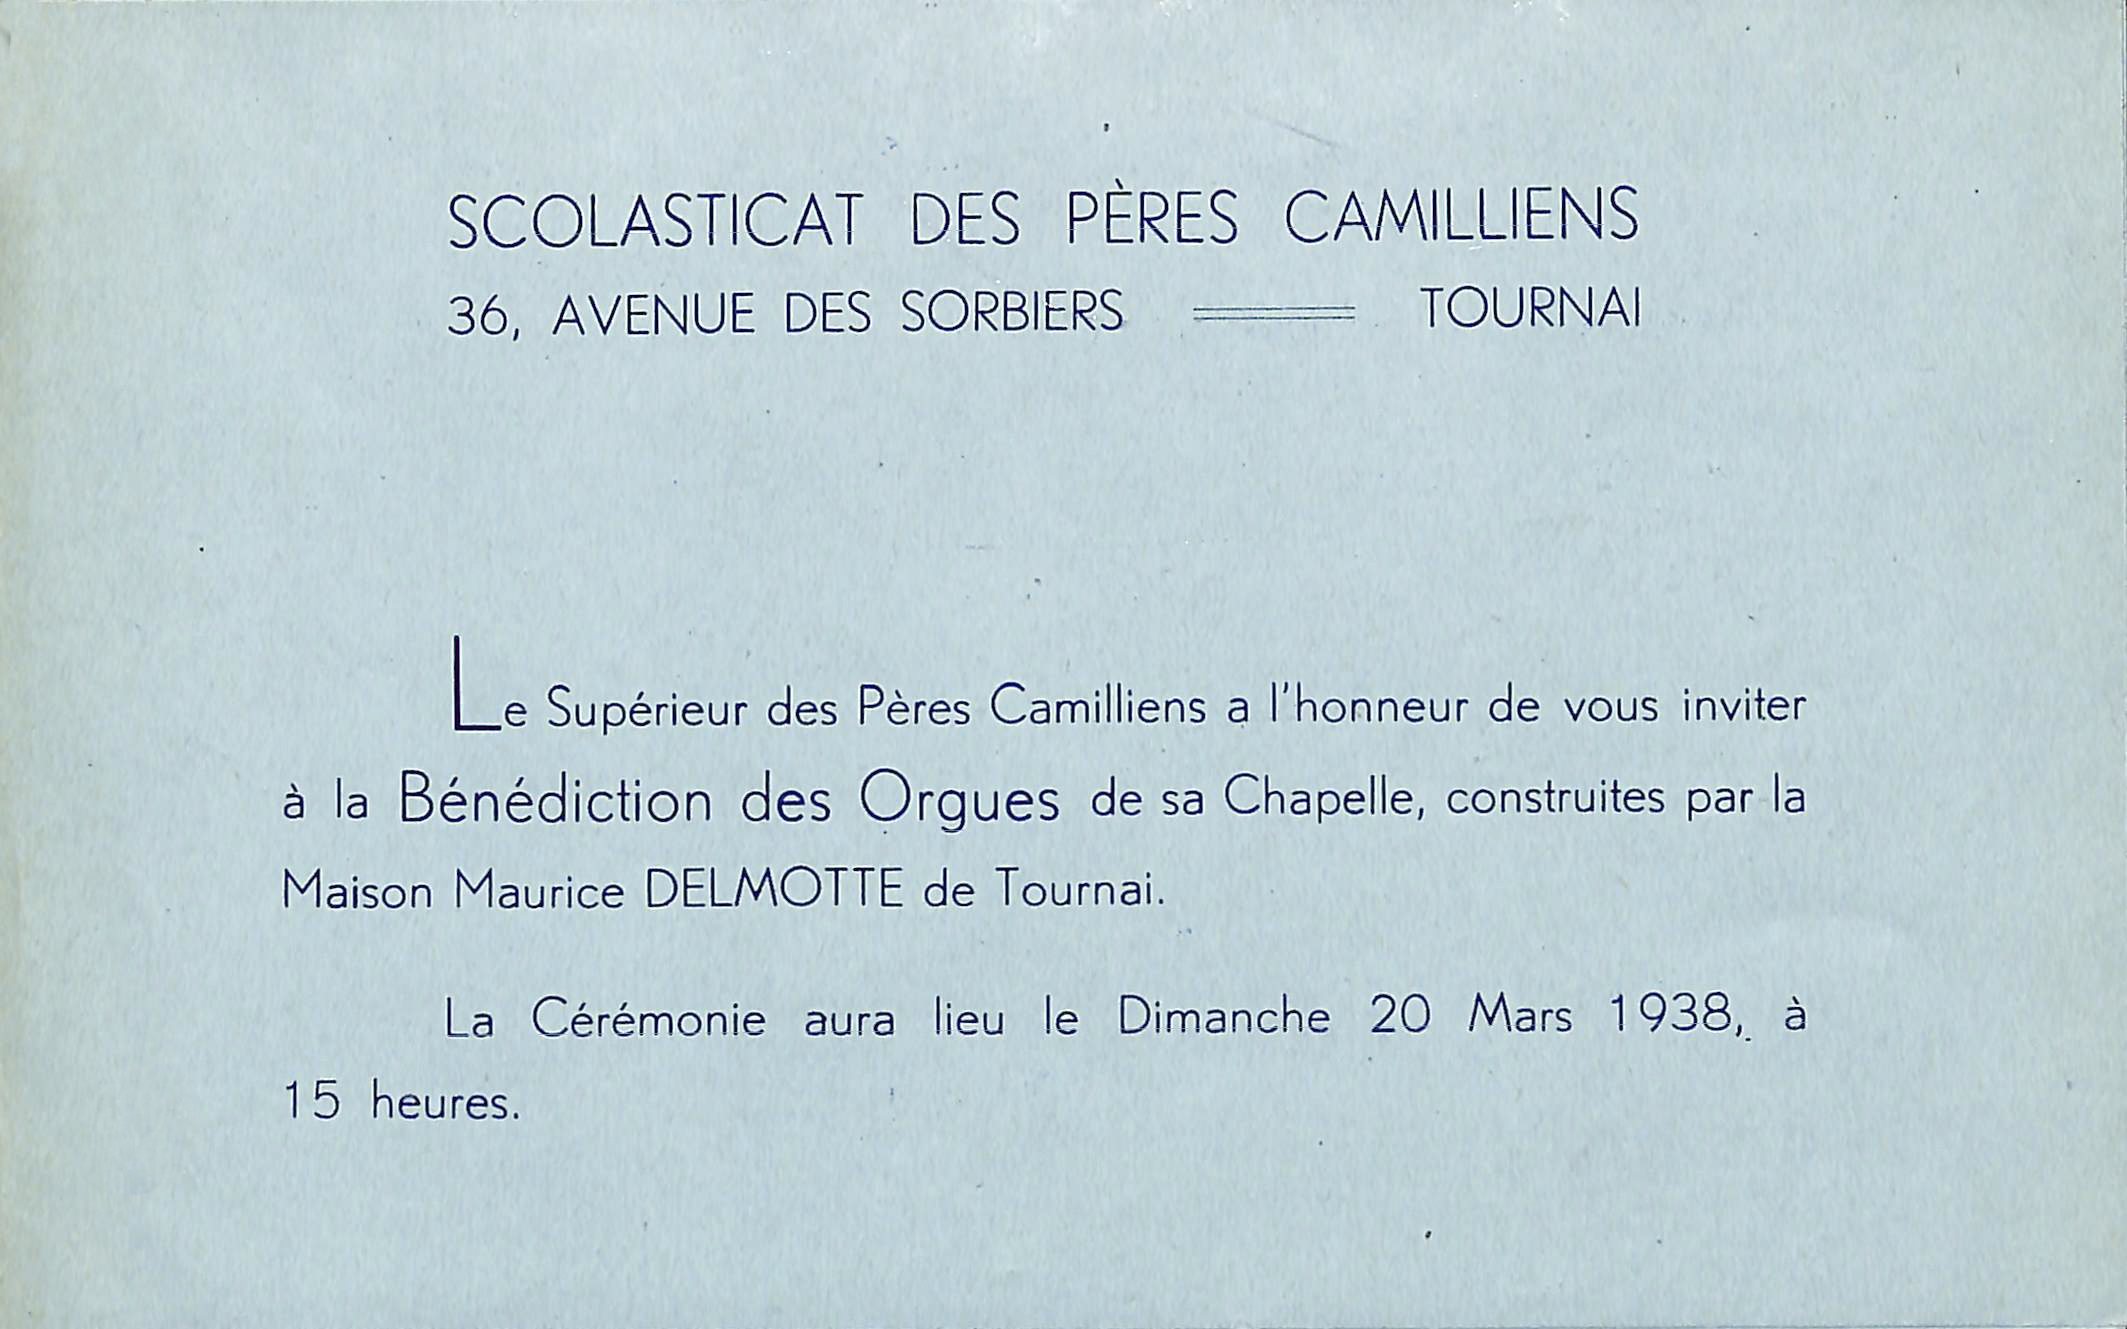 SCOLASTICAT DES PÈRES CAMILLIENS
36, AVENUE DES SORBIERS TOURNAI
Le Supérieur des Pères Camilliens a l'honneur de vous inviter
à la Bénédiction des Orgues de sa Chapelle, construites par la
Maison Maurice DELMOTTE de Tournai.
La Cérémonie aura lieu le Dimanche 20 Mars 1938, à
15 heures.